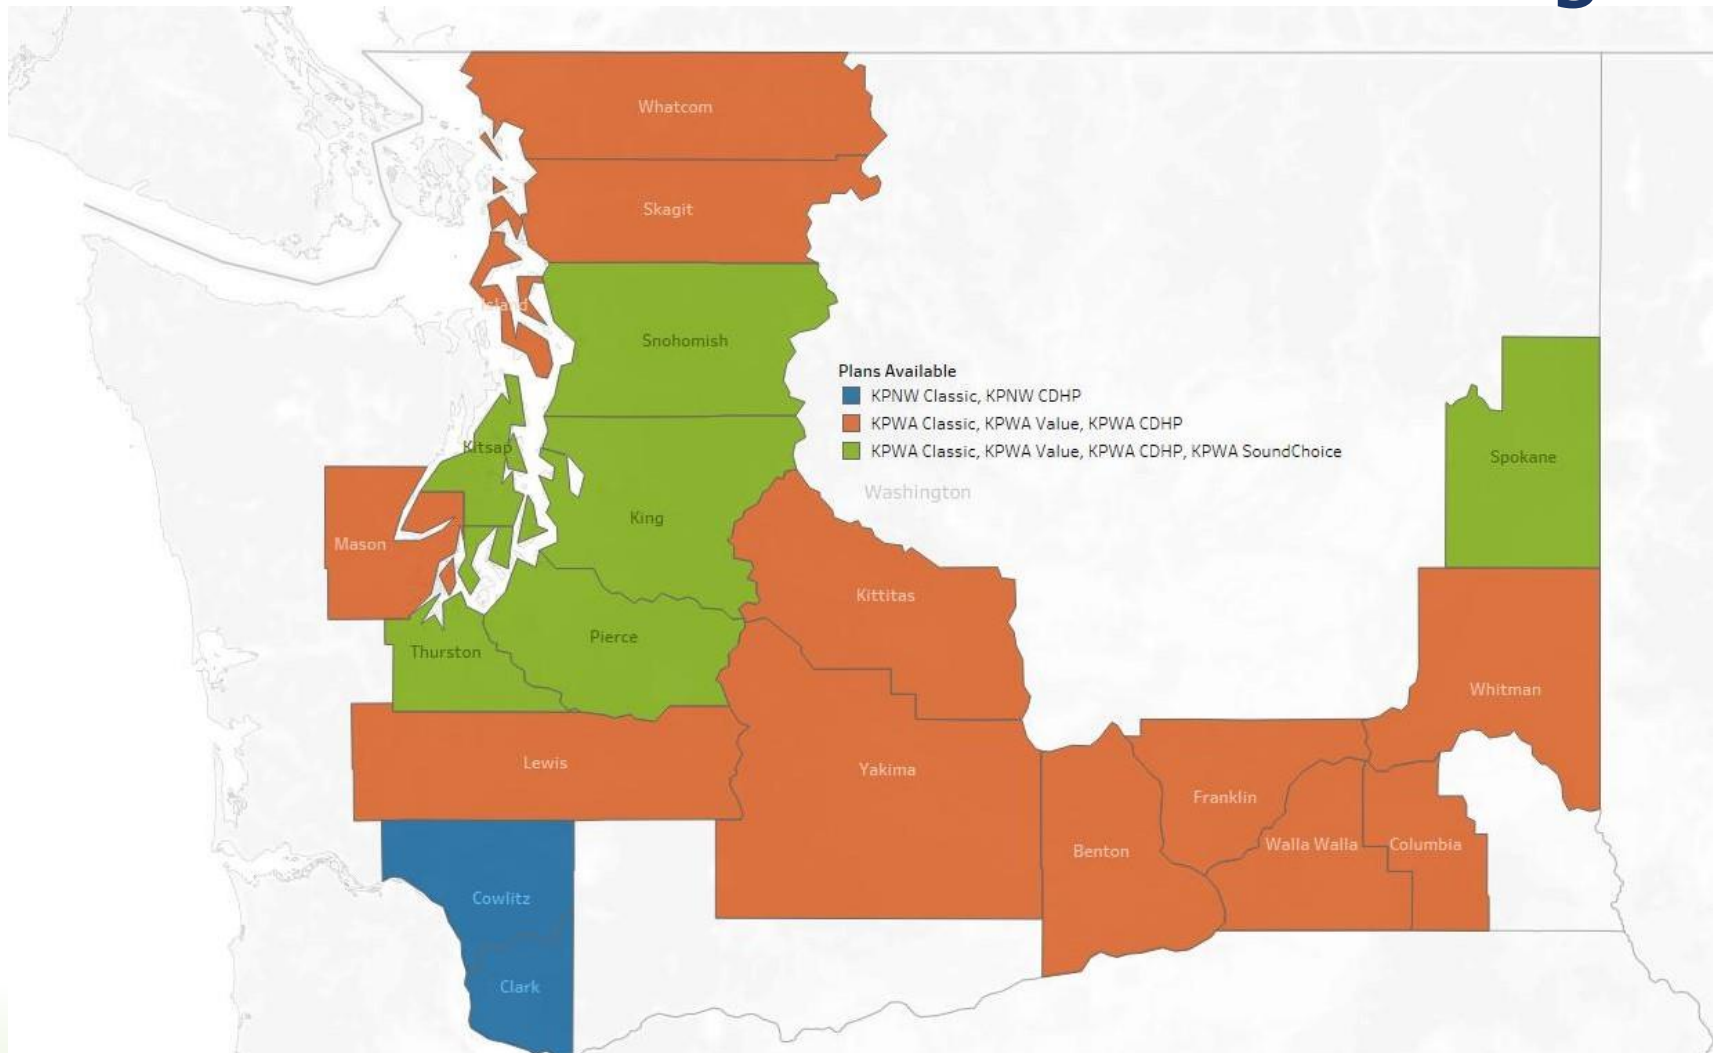 Whatcom
Skagit
Island
Snohomish
Plans Available
KPNW Classic, KPNW CDHP
KPWA Classic, KPWA Value, KPWA CDHP
KPWA Classic, KPWA Value, KPWA CDHP, KPWA SoundChoice
Kitsap
Spokane
Washington
King
Mason
Kittitas
Pierce
Thurston
Whitman
Lewis
Yakima
Franklin
Walla Walla
Columbia
Benton
Cowlitz
Clark